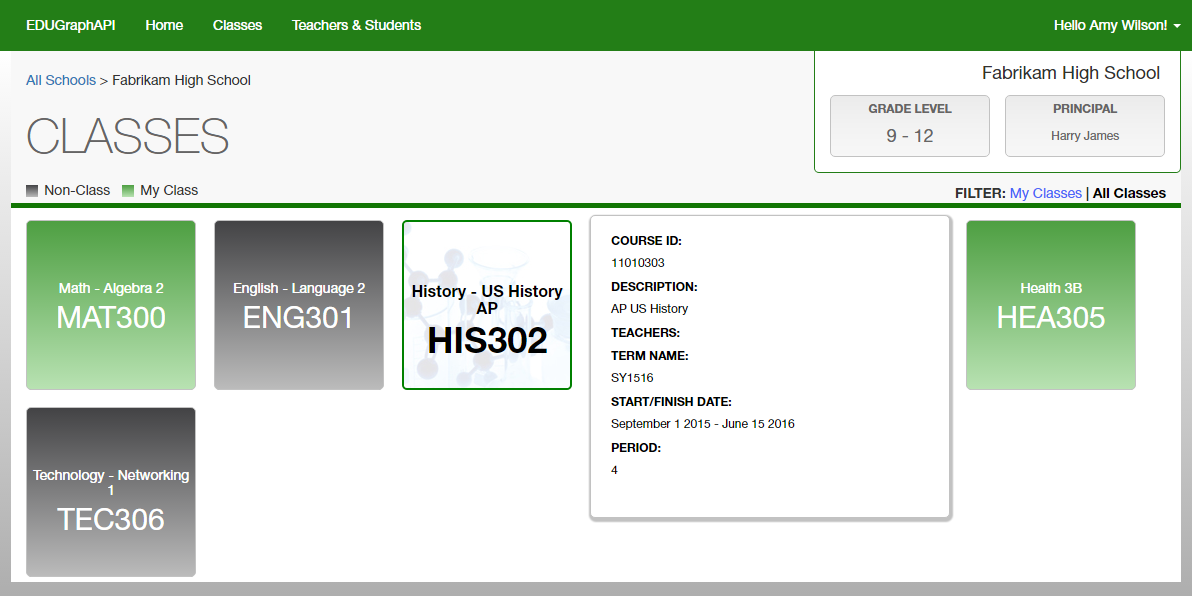 EDUGraphAPI Home Classes Teachers & Students Hello Amy Wilson!
All Schools > Fabrikam High School
Fabrikam High School
GRADE LEVEL
9 - 12
PRINCIPAL
Harry James
CLASSES
Non-Class My Class
FILTER: My Classes | All Classes
Math - Algebra 2
MAT300
English - Language 2
ENG301
History - US History
AP
HIS302
COURSE ID:
11010303
DESCRIPTION:
AP US History
TEACHERS:
TERM NAME:
SY1516
START/FINISH DATE:
September 1 2015 - June 15 2016
PERIOD:
4
Health 3B
HEA305
Technology - Networking
1
TEC306